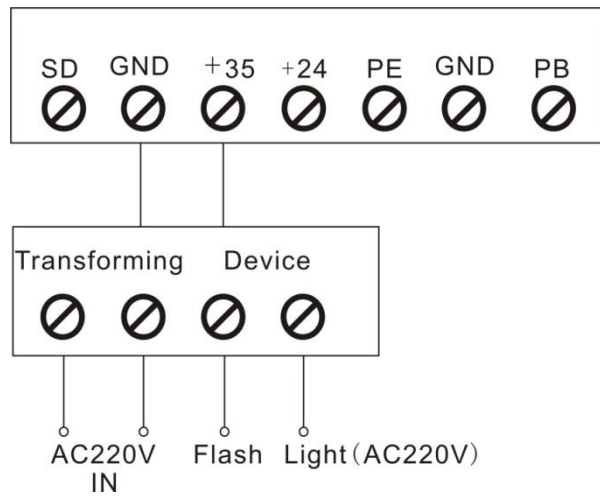 SD GND +35 +24 PE GND PB
Transforming Device
AC220V IN Flash Light(AC220V)